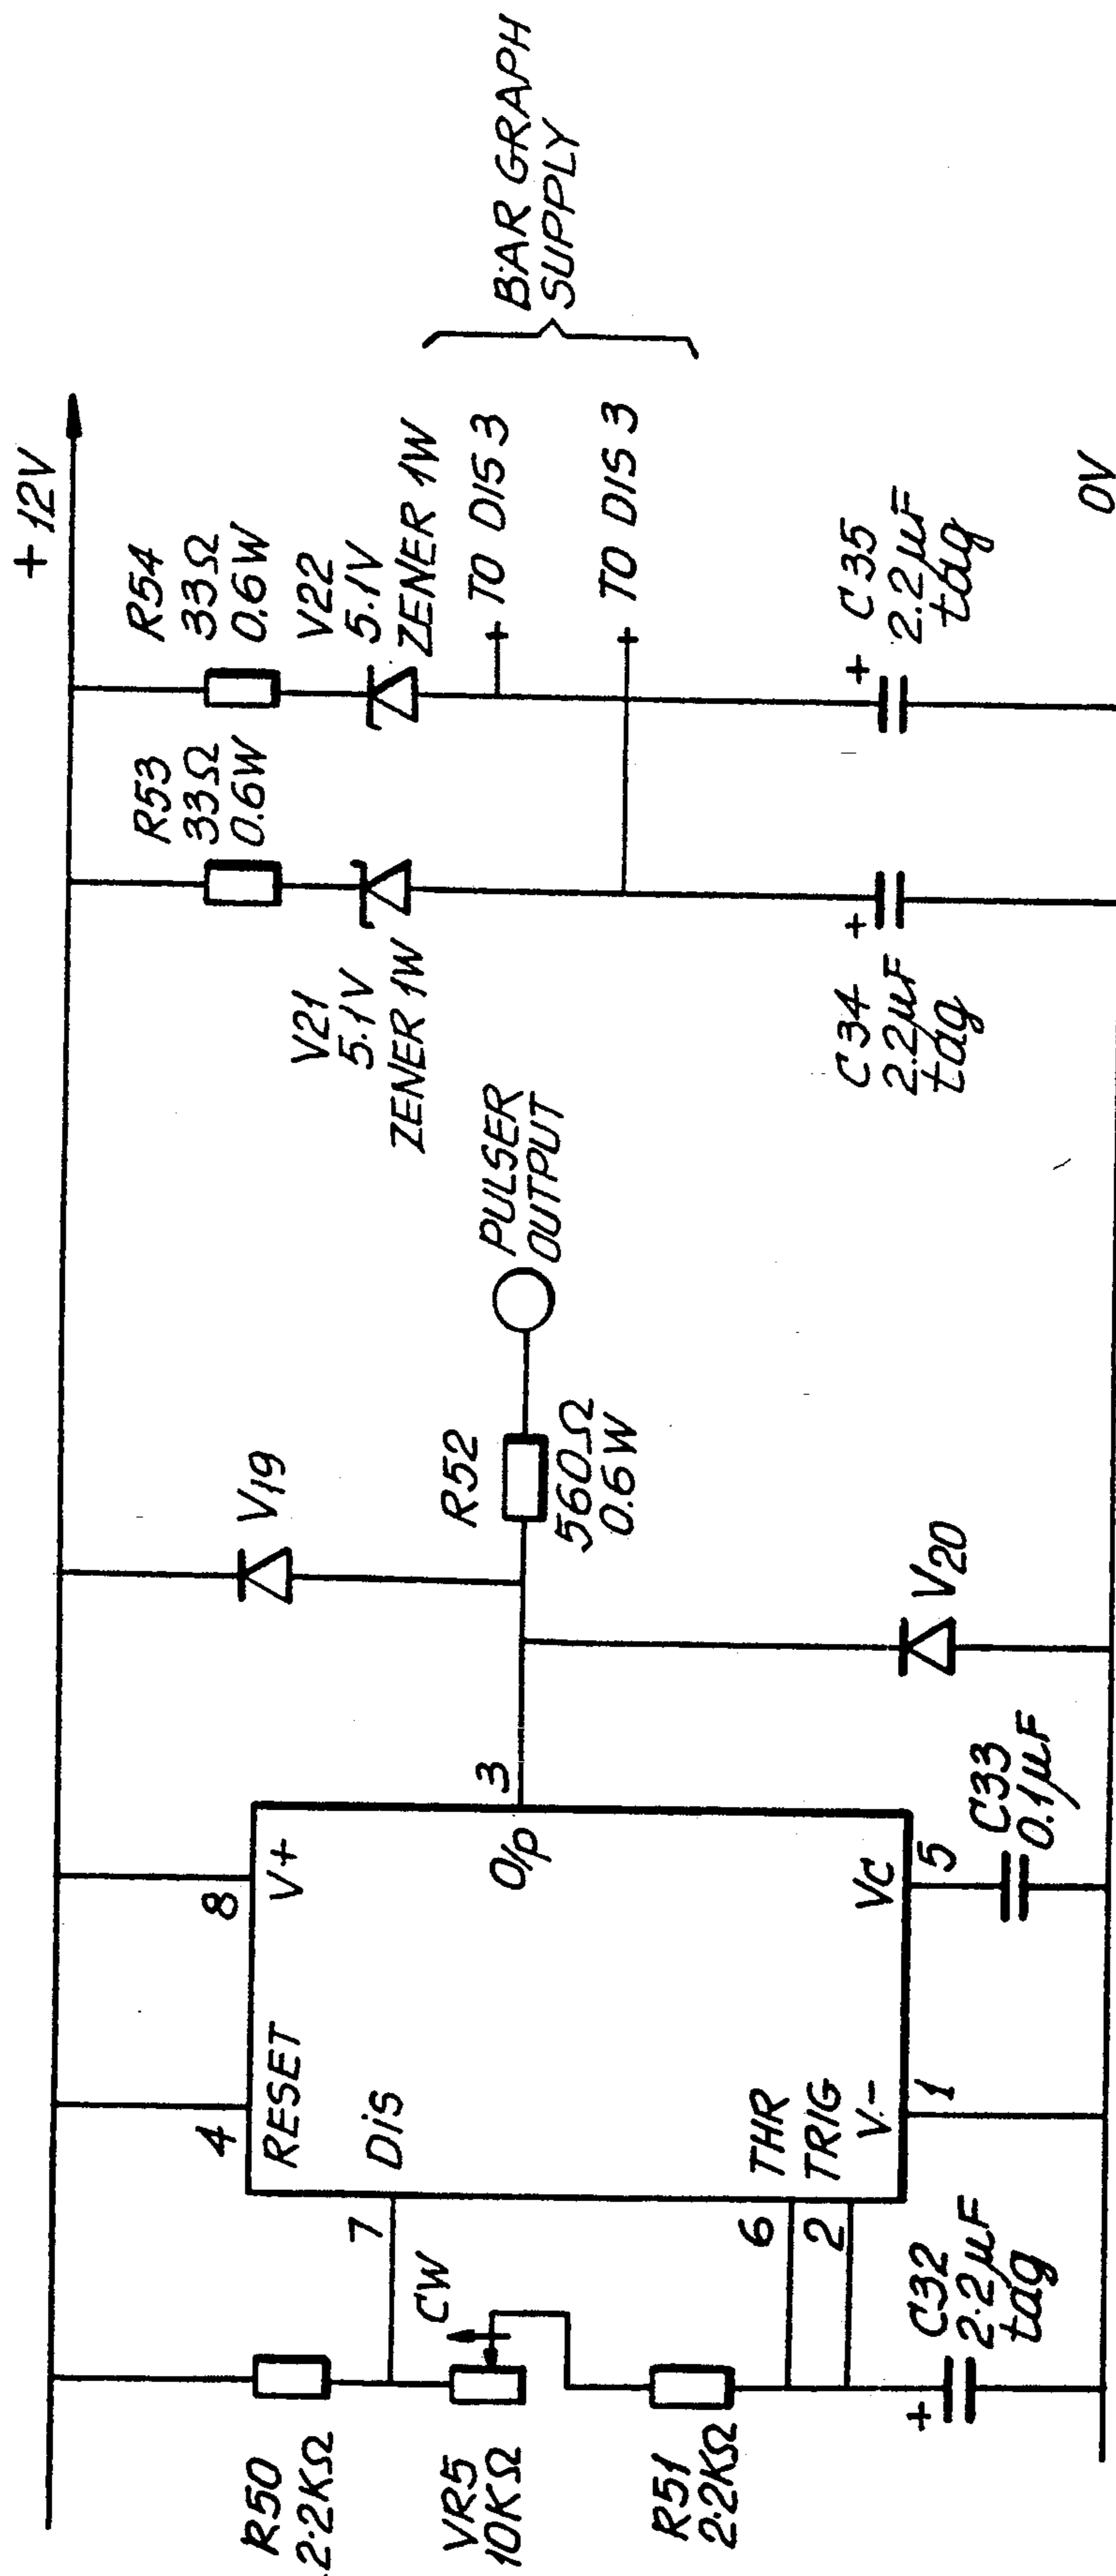 +12V
R50
2.2KΩ
VR5
10KΩ
CW
R51
2.2KΩ
C32
2.2µF
tag
+
4
8
RESET
V+
7
DIS
O/P
3
6
THR
2
TRIG
V-
VC
1
5
C33
0.1µF
V19
V20
R52
560Ω
0.6W
PULSER
OUTPUT
R53
33Ω
0.6W
R54
33Ω
0.6W
V21
5.1V
ZENER 1W
V22
5.1V
ZENER 1W
+ TO DIS 3
+ TO DIS 3
BAR GRAPH
SUPPLY
+
C34
2.2µF
tag
+
C35
2.2µF
tag
0V